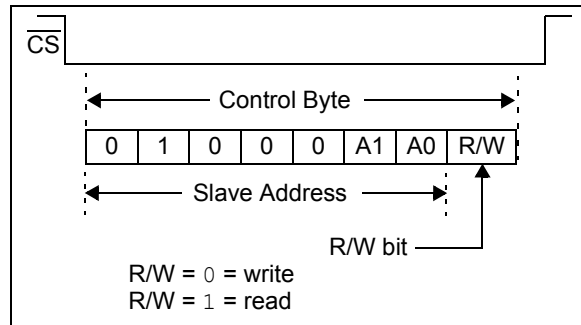 CS
Control Byte
0 1 0 0 0 A1 A0 R/W
Slave Address
R/W bit
R/W = 0 = write
R/W = 1 = read